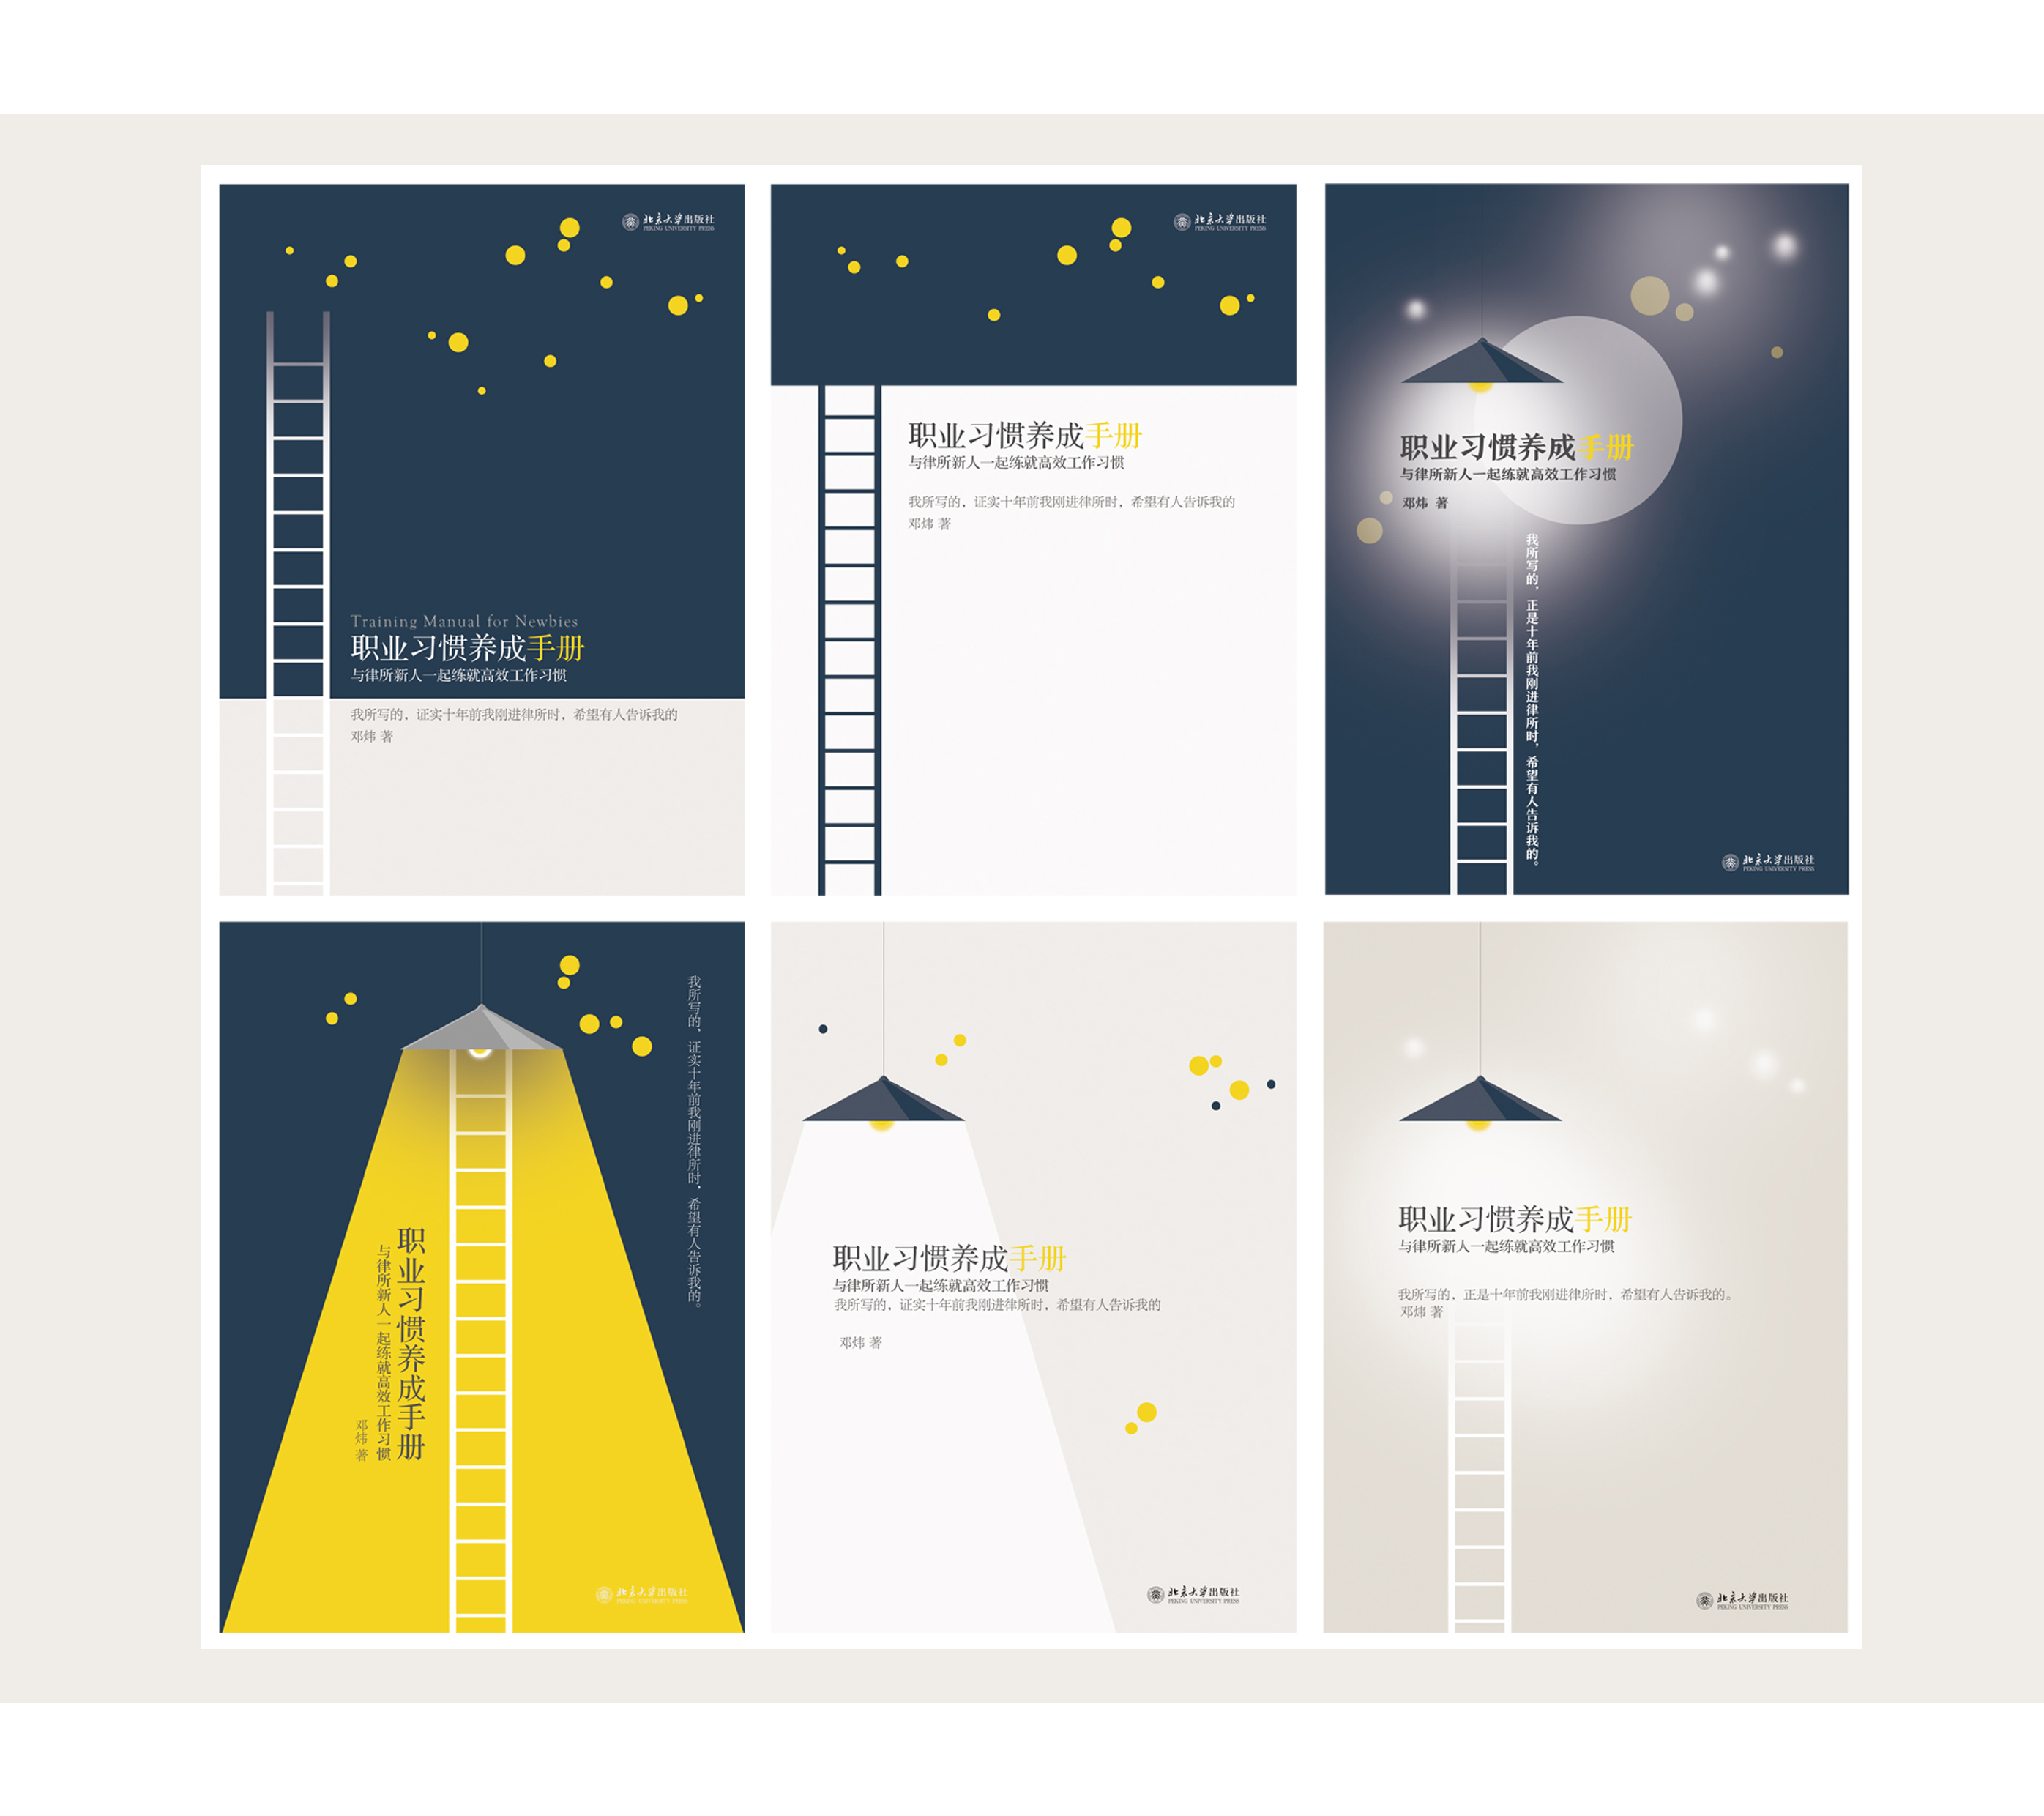 北京大学出版社
PEKING UNIVERSITY PRESS
Training Manual for Newbies
职业习惯养成手册
与律所新人一起练就高效工作习惯
我所写的，证实十年前我刚进律所时，希望有人告诉我的
邓炜 著
北京大学出版社
PEKING UNIVERSITY PRESS
职业习惯养成手册
与律所新人一起练就高效工作习惯
我所写的，证实十年前我刚进律所时，希望有人告诉我的
邓炜 著
职业习惯养成手册
与律所新人一起练就高效工作习惯
邓炜 著
我所写的，正是十年前我刚进律所时，希望有人告诉我的。
北京大学出版社
PEKING UNIVERSITY PRESS
我所写的，证实十年前我刚进律所时，希望有人告诉我的。
职业习惯养成手册
与律所新人一起练就高效工作习惯
邓炜 著
北京大学出版社
PEKING UNIVERSITY PRESS
职业习惯养成手册
与律所新人一起练就高效工作习惯
我所写的，证实十年前我刚进律所时，希望有人告诉我的
邓炜 著
北京大学出版社
PEKING UNIVERSITY PRESS
职业习惯养成手册
与律所新人一起练就高效工作习惯
我所写的，正是十年前我刚进律所时，希望有人告诉我的。
邓炜 著
北京大学出版社
PEKING UNIVERSITY PRESS